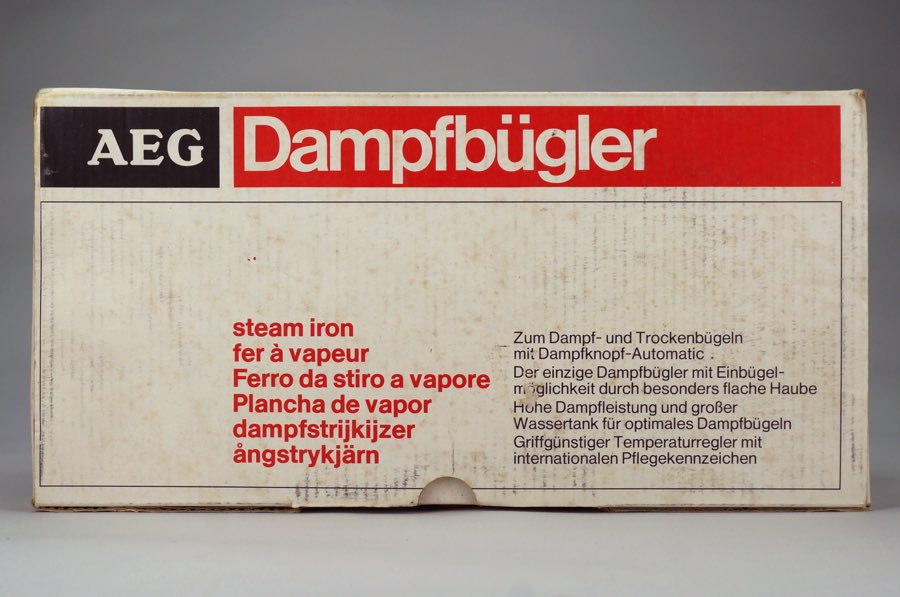 AEG Dampfbügler
steam iron
fer à vapeur
Ferro da stiro a vapore
Plancha de vapor
dampfstrijkijzer
ångstrykjärn
Zum Dampf- und Trockenbügeln
mit Dampfknopf-Automatic.
Der einzige Dampfbügler mit Einbügel-
möglichkeit durch besonders flache Haube
Hohe Dampfleistung und großer
Wassertank für optimales Dampfbügeln
Griffgünstiger Temperaturregler mit
internationalen Pflegekennzeichen